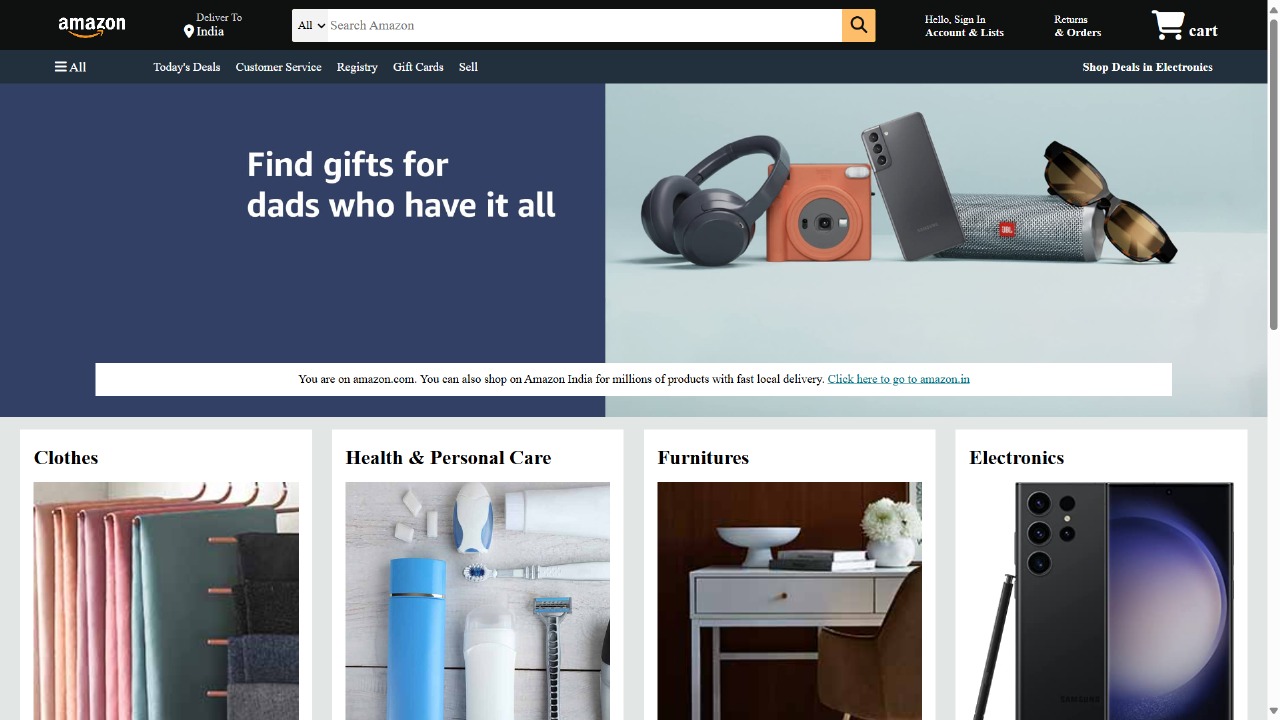 amazon
Deliver To
India
All
Search Amazon
Hello, Sign In
Account & Lists
Returns
& Orders
cart
All
Today's Deals
Customer Service
Registry
Gift Cards
Sell
Shop Deals in Electronics
Find gifts for
dads who have it all
SAMSUNG
JBL
You are on amazon.com. You can also shop on Amazon India for millions of products with fast local delivery. Click here to go to amazon.in
Clothes
Health & Personal Care
Furnitures
Electronics
SAMSUNG